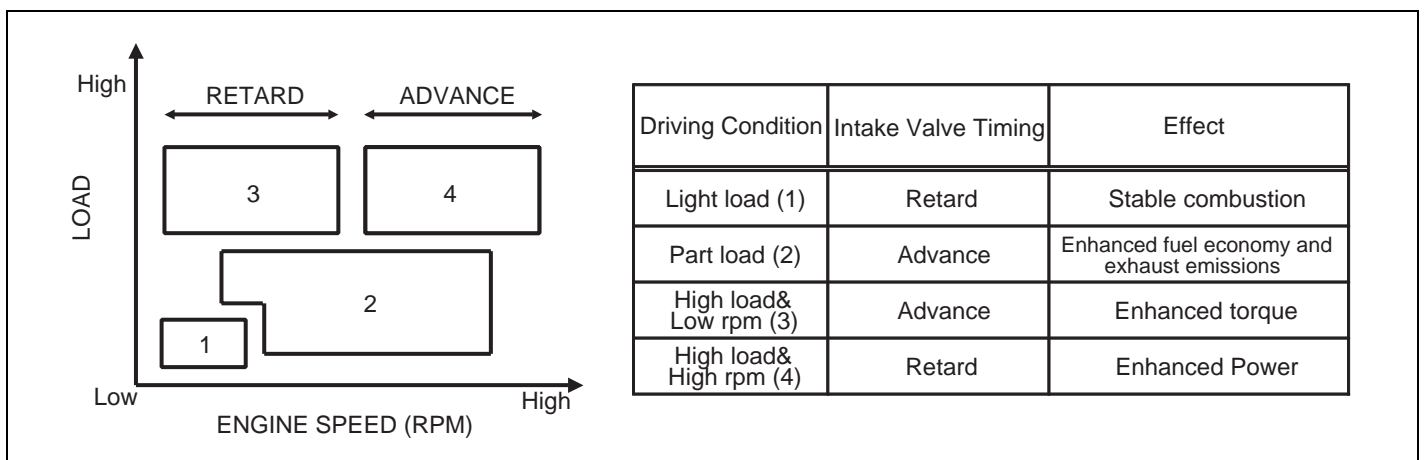 High
RETARD
ADVANCE
3
4
LOAD
2
1
Low
High
ENGINE SPEED (RPM)
Driving Condition Intake Valve Timing Effect
Light load (1) Retard Stable combustion
Part load (2) Advance Enhanced fuel economy and
exhaust emissions
High load&
Low rpm (3) Advance Enhanced torque
High load&
High rpm (4) Retard Enhanced Power